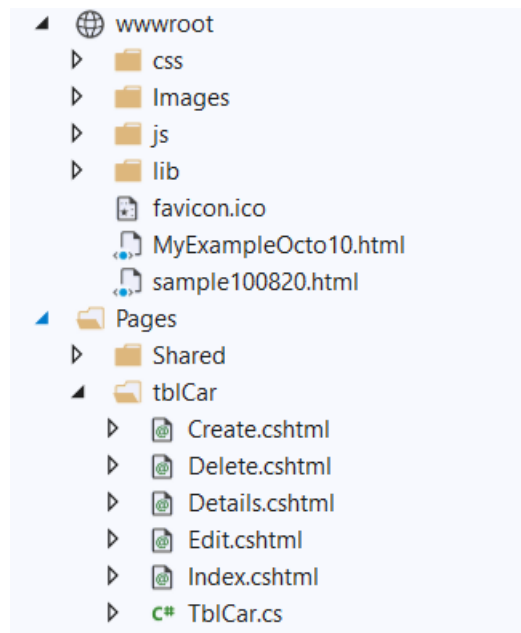 wwwroot
css
Images
js
lib
favicon.ico
MyExampleOcto10.html
sample100820.html
Pages
Shared
tblCar
Create.cshtml
Delete.cshtml
Details.cshtml
Edit.cshtml
Index.cshtml
C# TblCar.cs